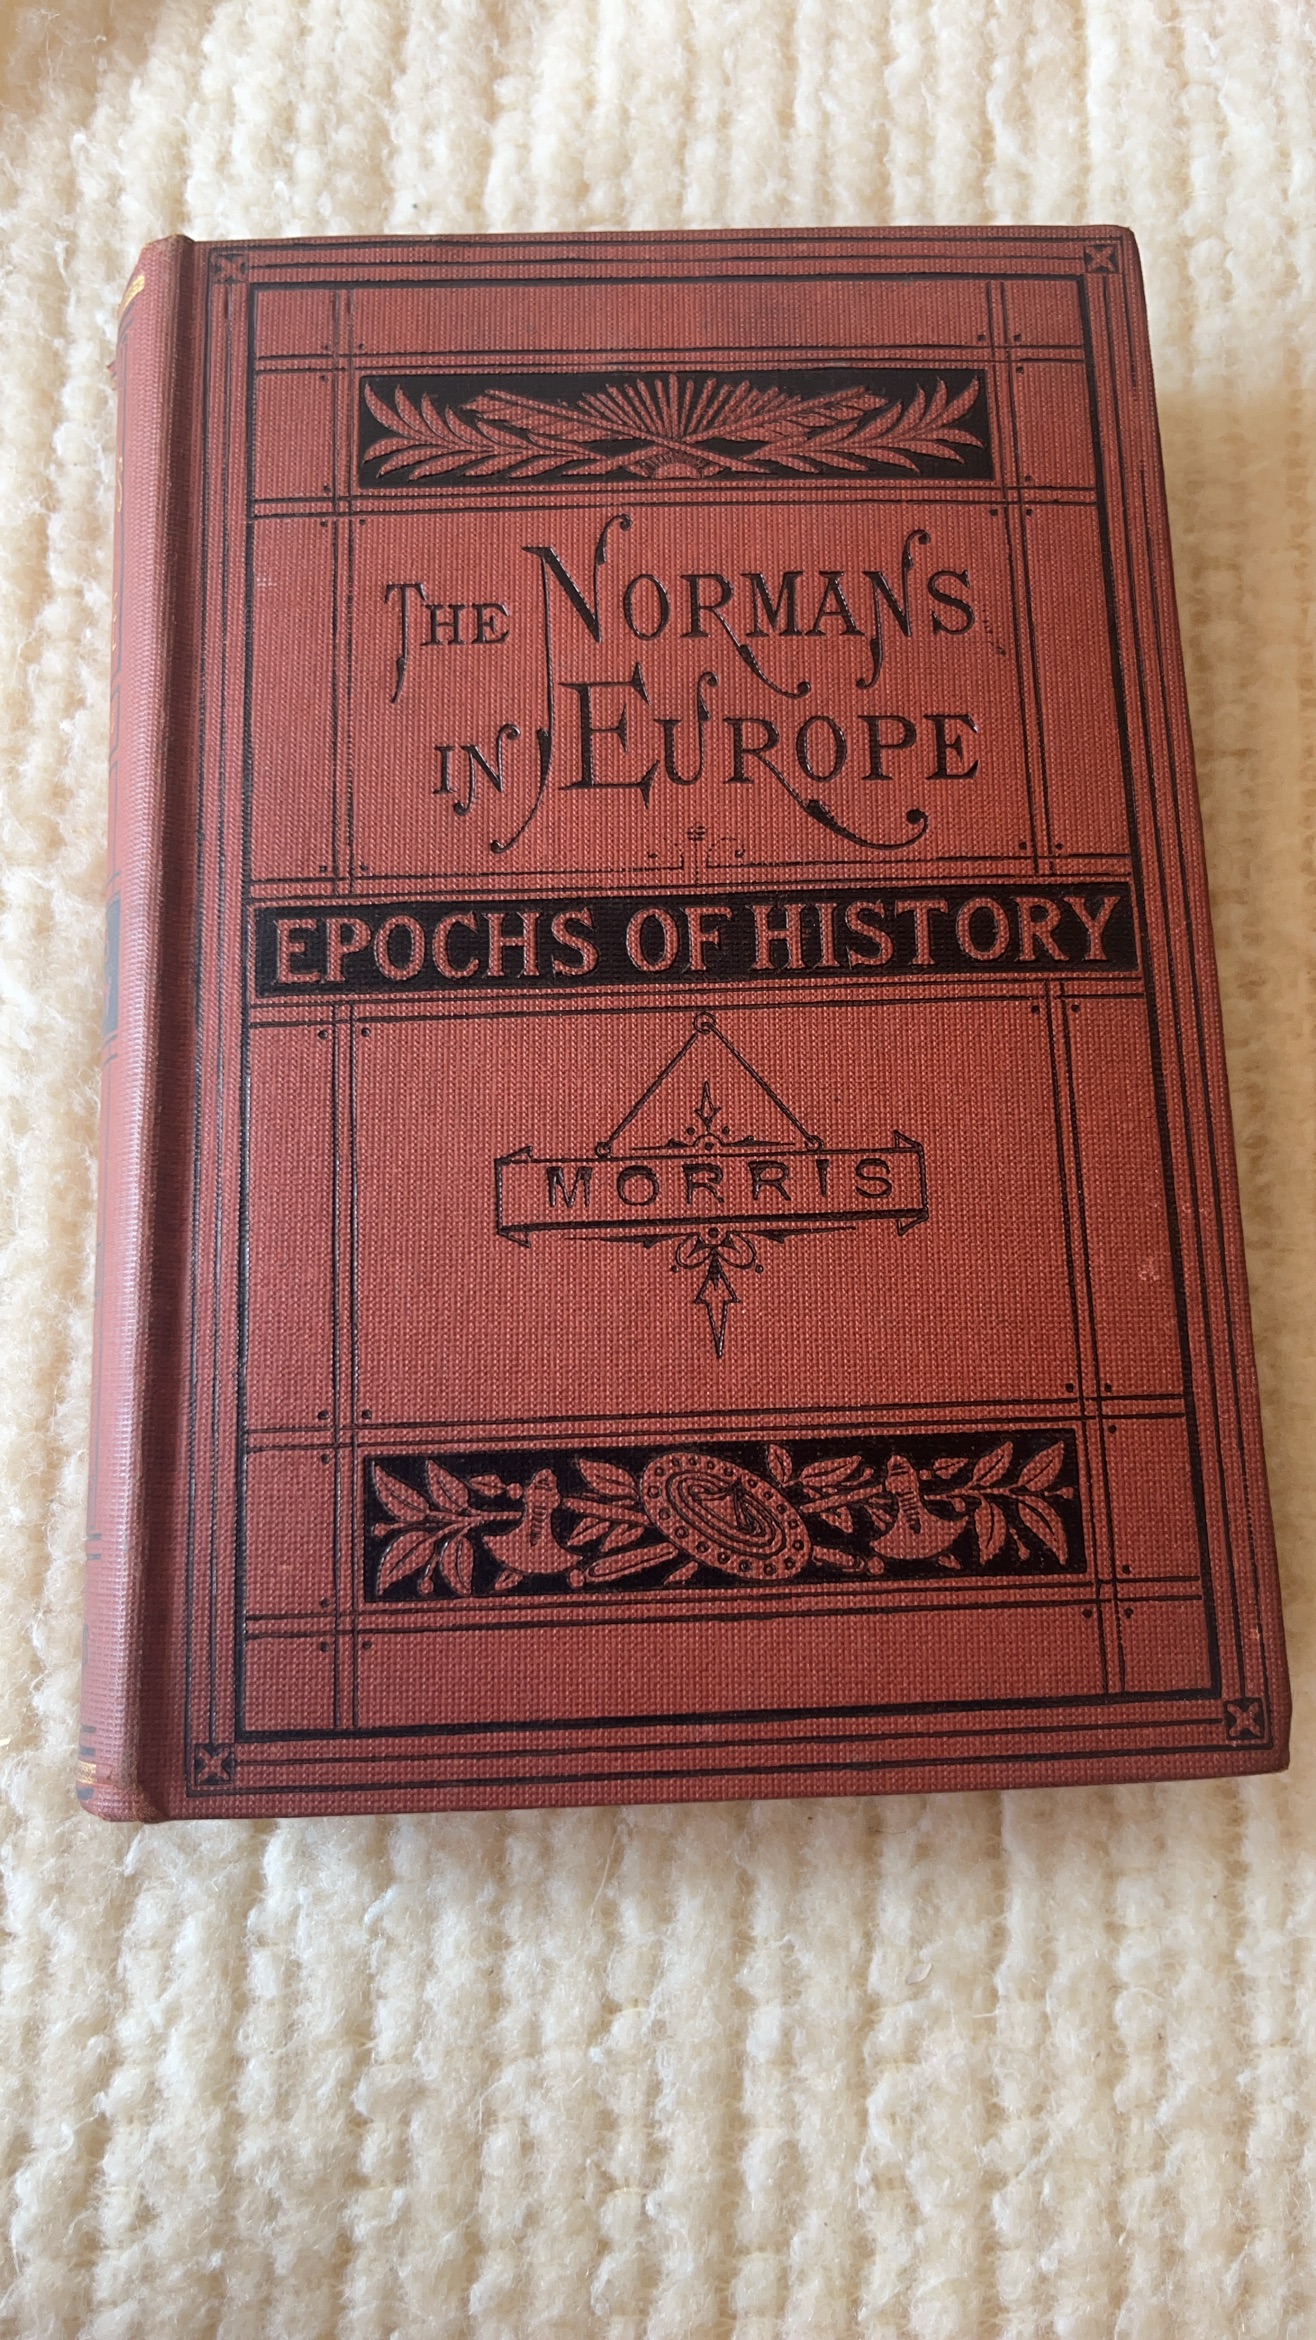 THE NORMANS
IN EUROPE
EPOCHS OF HISTORY
MORRIS